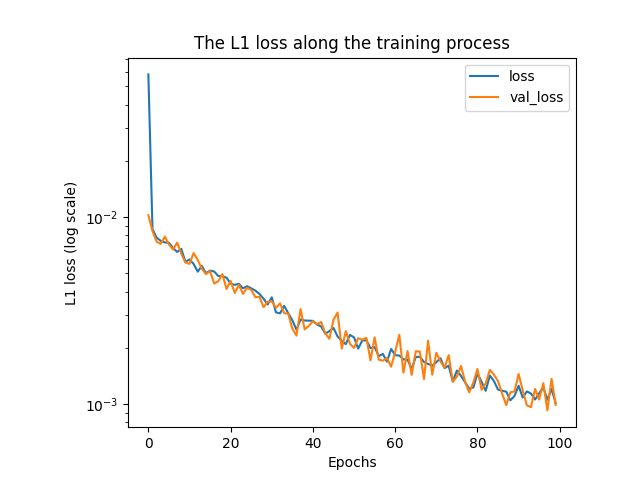 The L1 loss along the training process
loss
val_loss
L1 loss (log scale)
10⁻²
10⁻³
0 20 40 60 80 100
Epochs